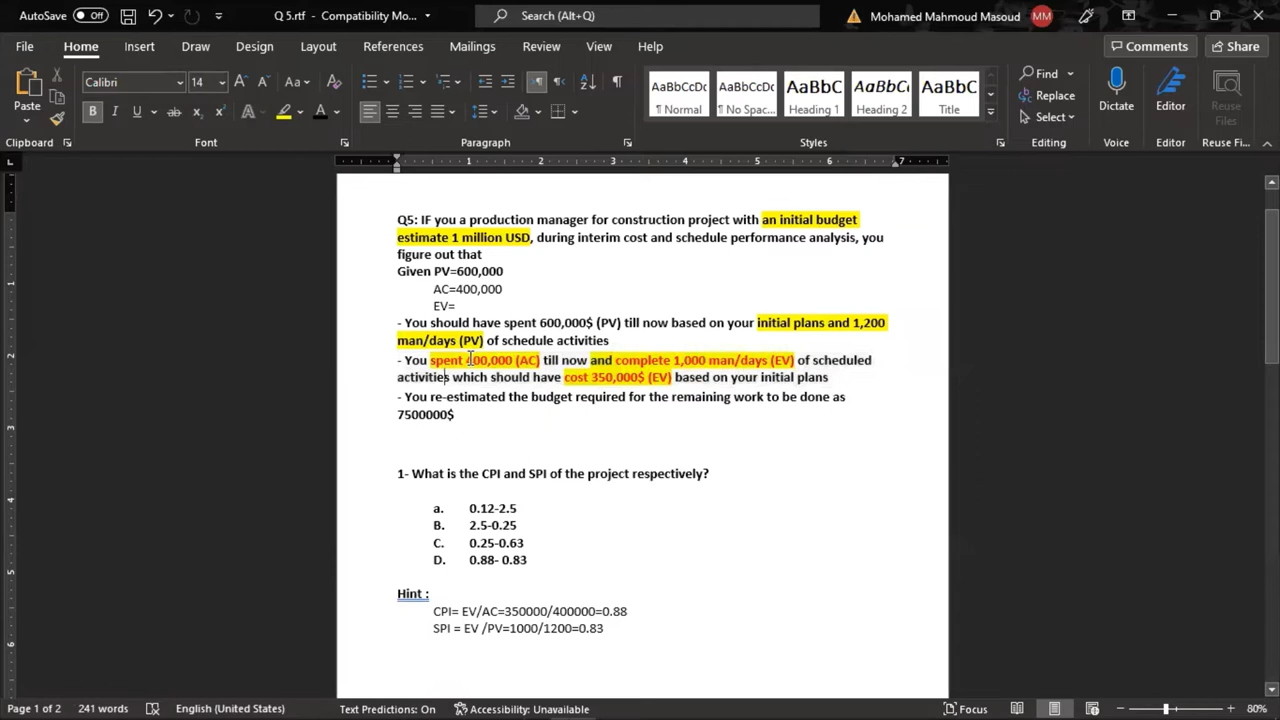 AutoSave Off Q 5.rtf - Compatibility Mo... Search (Alt+Q) Mohamed Mahmoud Masoud MM
File Home Insert Draw Design Layout References Mailings Review View Help Comments Share
Paste Calibri 14 Aa AaBbCcDc AaBbCcDc AaBbC AaBbCc AaBbC Find Replace Select Dictate Editor Reuse Files
¶ Normal ¶ No Spac... Heading 1 Heading 2 Title
Clipboard Font Paragraph Styles Editing Voice Editor Reuse Fi...
1 2 3 4 5 6 7
Q5: IF you a production manager for construction project with an initial budget
estimate 1 million USD, during interim cost and schedule performance analysis, you
figure out that
Given PV=600,000
AC=400,000
EV=
- You should have spent 600,000$ (PV) till now based on your initial plans and 1,200
man/days (PV) of schedule activities
- You spent 400,000 (AC) till now and complete 1,000 man/days (EV) of scheduled
activities which should have cost 350,000$ (EV) based on your initial plans
- You re-estimated the budget required for the remaining work to be done as
7500000$
1- What is the CPI and SPI of the project respectively?
a. 0.12-2.5
B. 2.5-0.25
C. 0.25-0.63
D. 0.88- 0.83
Hint :
CPI= EV/AC=350000/400000=0.88
SPI = EV /PV=1000/1200=0.83
Page 1 of 2 241 words English (United States) Text Predictions: On Accessibility: Unavailable Focus 80%